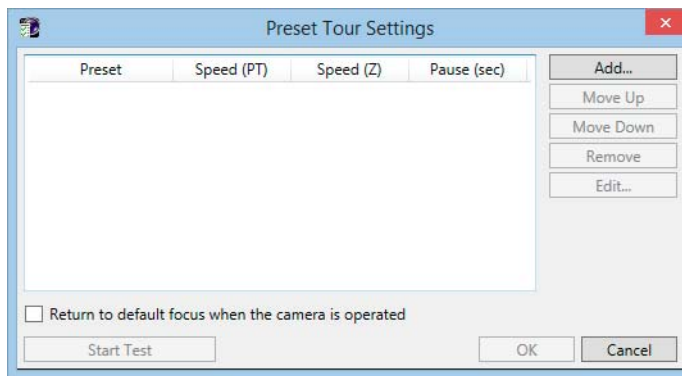 Preset Tour Settings
Preset Speed (PT) Speed (Z) Pause (sec)
Add...
Move Up
Move Down
Remove
Edit...
Return to default focus when the camera is operated
Start Test OK Cancel